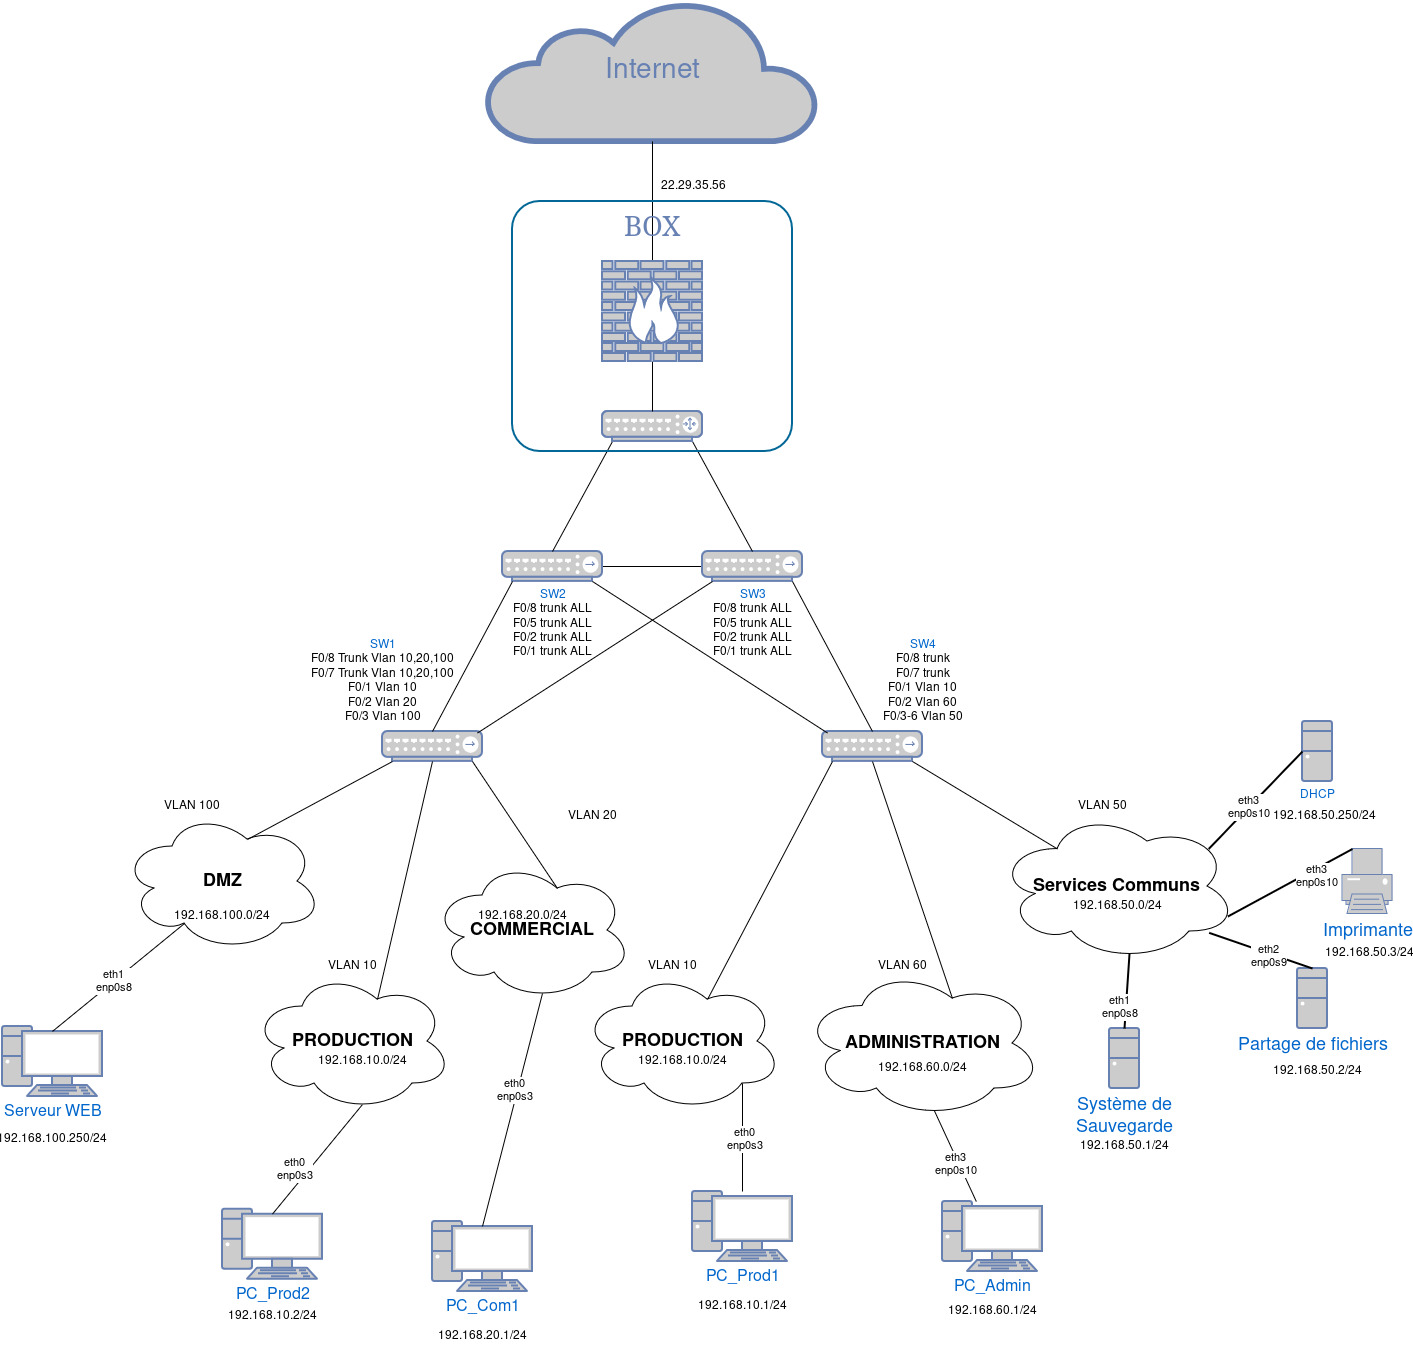 Internet
22.29.35.56
BOX
SW2
F0/8 trunk ALL
F0/5 trunk ALL
F0/2 trunk ALL
F0/1 trunk ALL
SW3
F0/8 trunk ALL
F0/5 trunk ALL
F0/2 trunk ALL
F0/1 trunk ALL
SW1
F0/8 Trunk Vlan 10,20,100
F0/7 Trunk Vlan 10,20,100
F0/1 Vlan 10
F0/2 Vlan 20
F0/3 Vlan 100
SW4
F0/8 trunk
F0/7 trunk
F0/1 Vlan 10
F0/2 Vlan 60
F0/3-6 Vlan 50
VLAN 100
DMZ
192.168.100.0/24
eth1
enp0s8
Serveur WEB
192.168.100.250/24
VLAN 10
PRODUCTION
192.168.10.0/24
eth0
enp0s3
PC_Prod2
192.168.10.2/24
VLAN 20
192.168.20.0/24
COMMERCIAL
eth0
enp0s3
PC_Com1
192.168.20.1/24
VLAN 10
PRODUCTION
192.168.10.0/24
eth0
enp0s3
PC_Prod1
192.168.10.1/24
VLAN 60
ADMINISTRATION
192.168.60.0/24
eth3
enp0s10
PC_Admin
192.168.60.1/24
VLAN 50
Services Communs
192.168.50.0/24
eth3
enp0s10
DHCP
192.168.50.250/24
eth3
enp0s10
Imprimante
192.168.50.3/24
eth2
enp0s9
Partage de fichiers
192.168.50.2/24
eth1
enp0s8
Système de
Sauvegarde
192.168.50.1/24